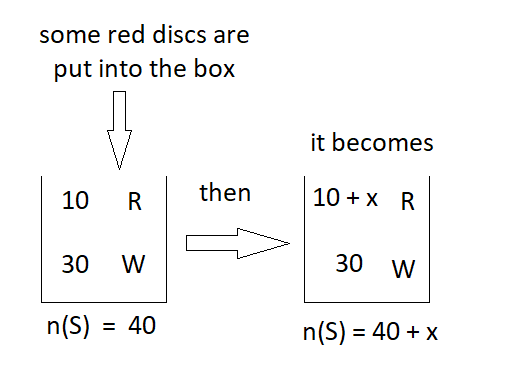 some red discs are
put into the box
it becomes
then
10 R
30 W
n(S) = 40
10 + x R
30 W
n(S) = 40 + x